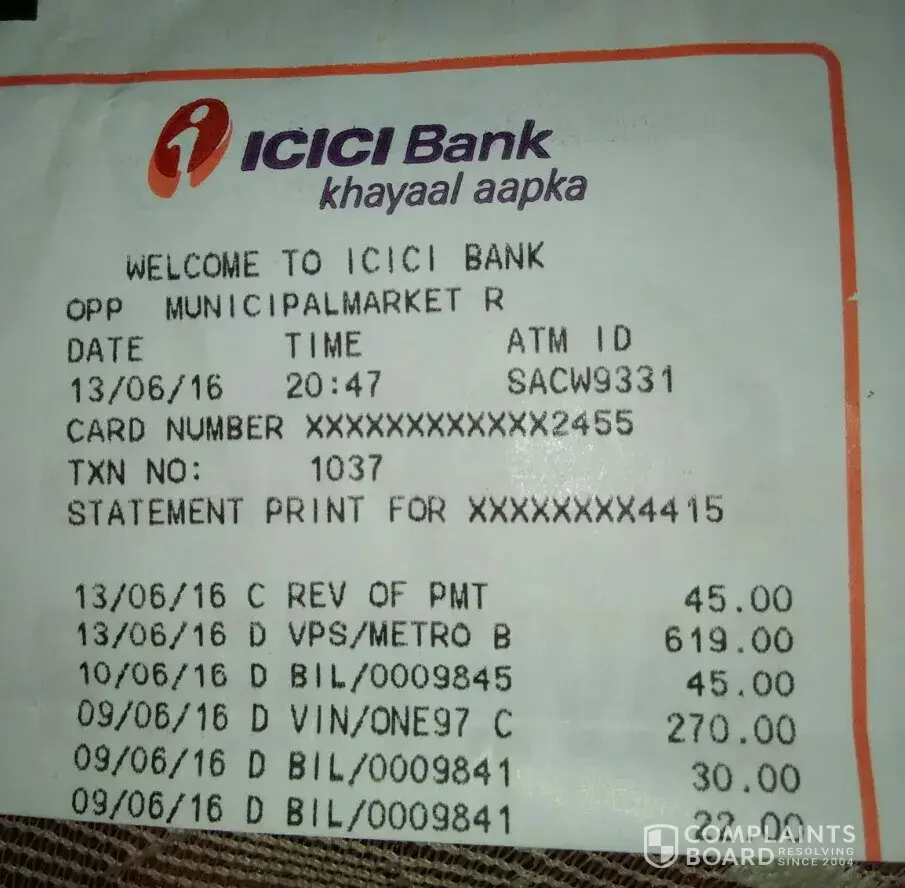 ICICI Bank
khayaal aapka
WELCOME TO ICICI BANK
OPP MUNICIPALMARKET R
DATE TIME ATM ID
13/06/16 20:47 SACW9331
CARD NUMBER XXXXXXXXXXXX2455
TXN NO: 1037
STATEMENT PRINT FOR XXXXXXXX4415
13/06/16 C REV OF PMT 45.00
13/06/16 D VPS/METRO B 619.00
10/06/16 D BIL/0009845 45.00
09/06/16 D VIN/ONE97 C 270.00
09/06/16 D BIL/0009841 30.00
09/06/16 D BIL/0009841 22.00
COMPLAINTS
BOARD RESOLVING
SINCE 2004